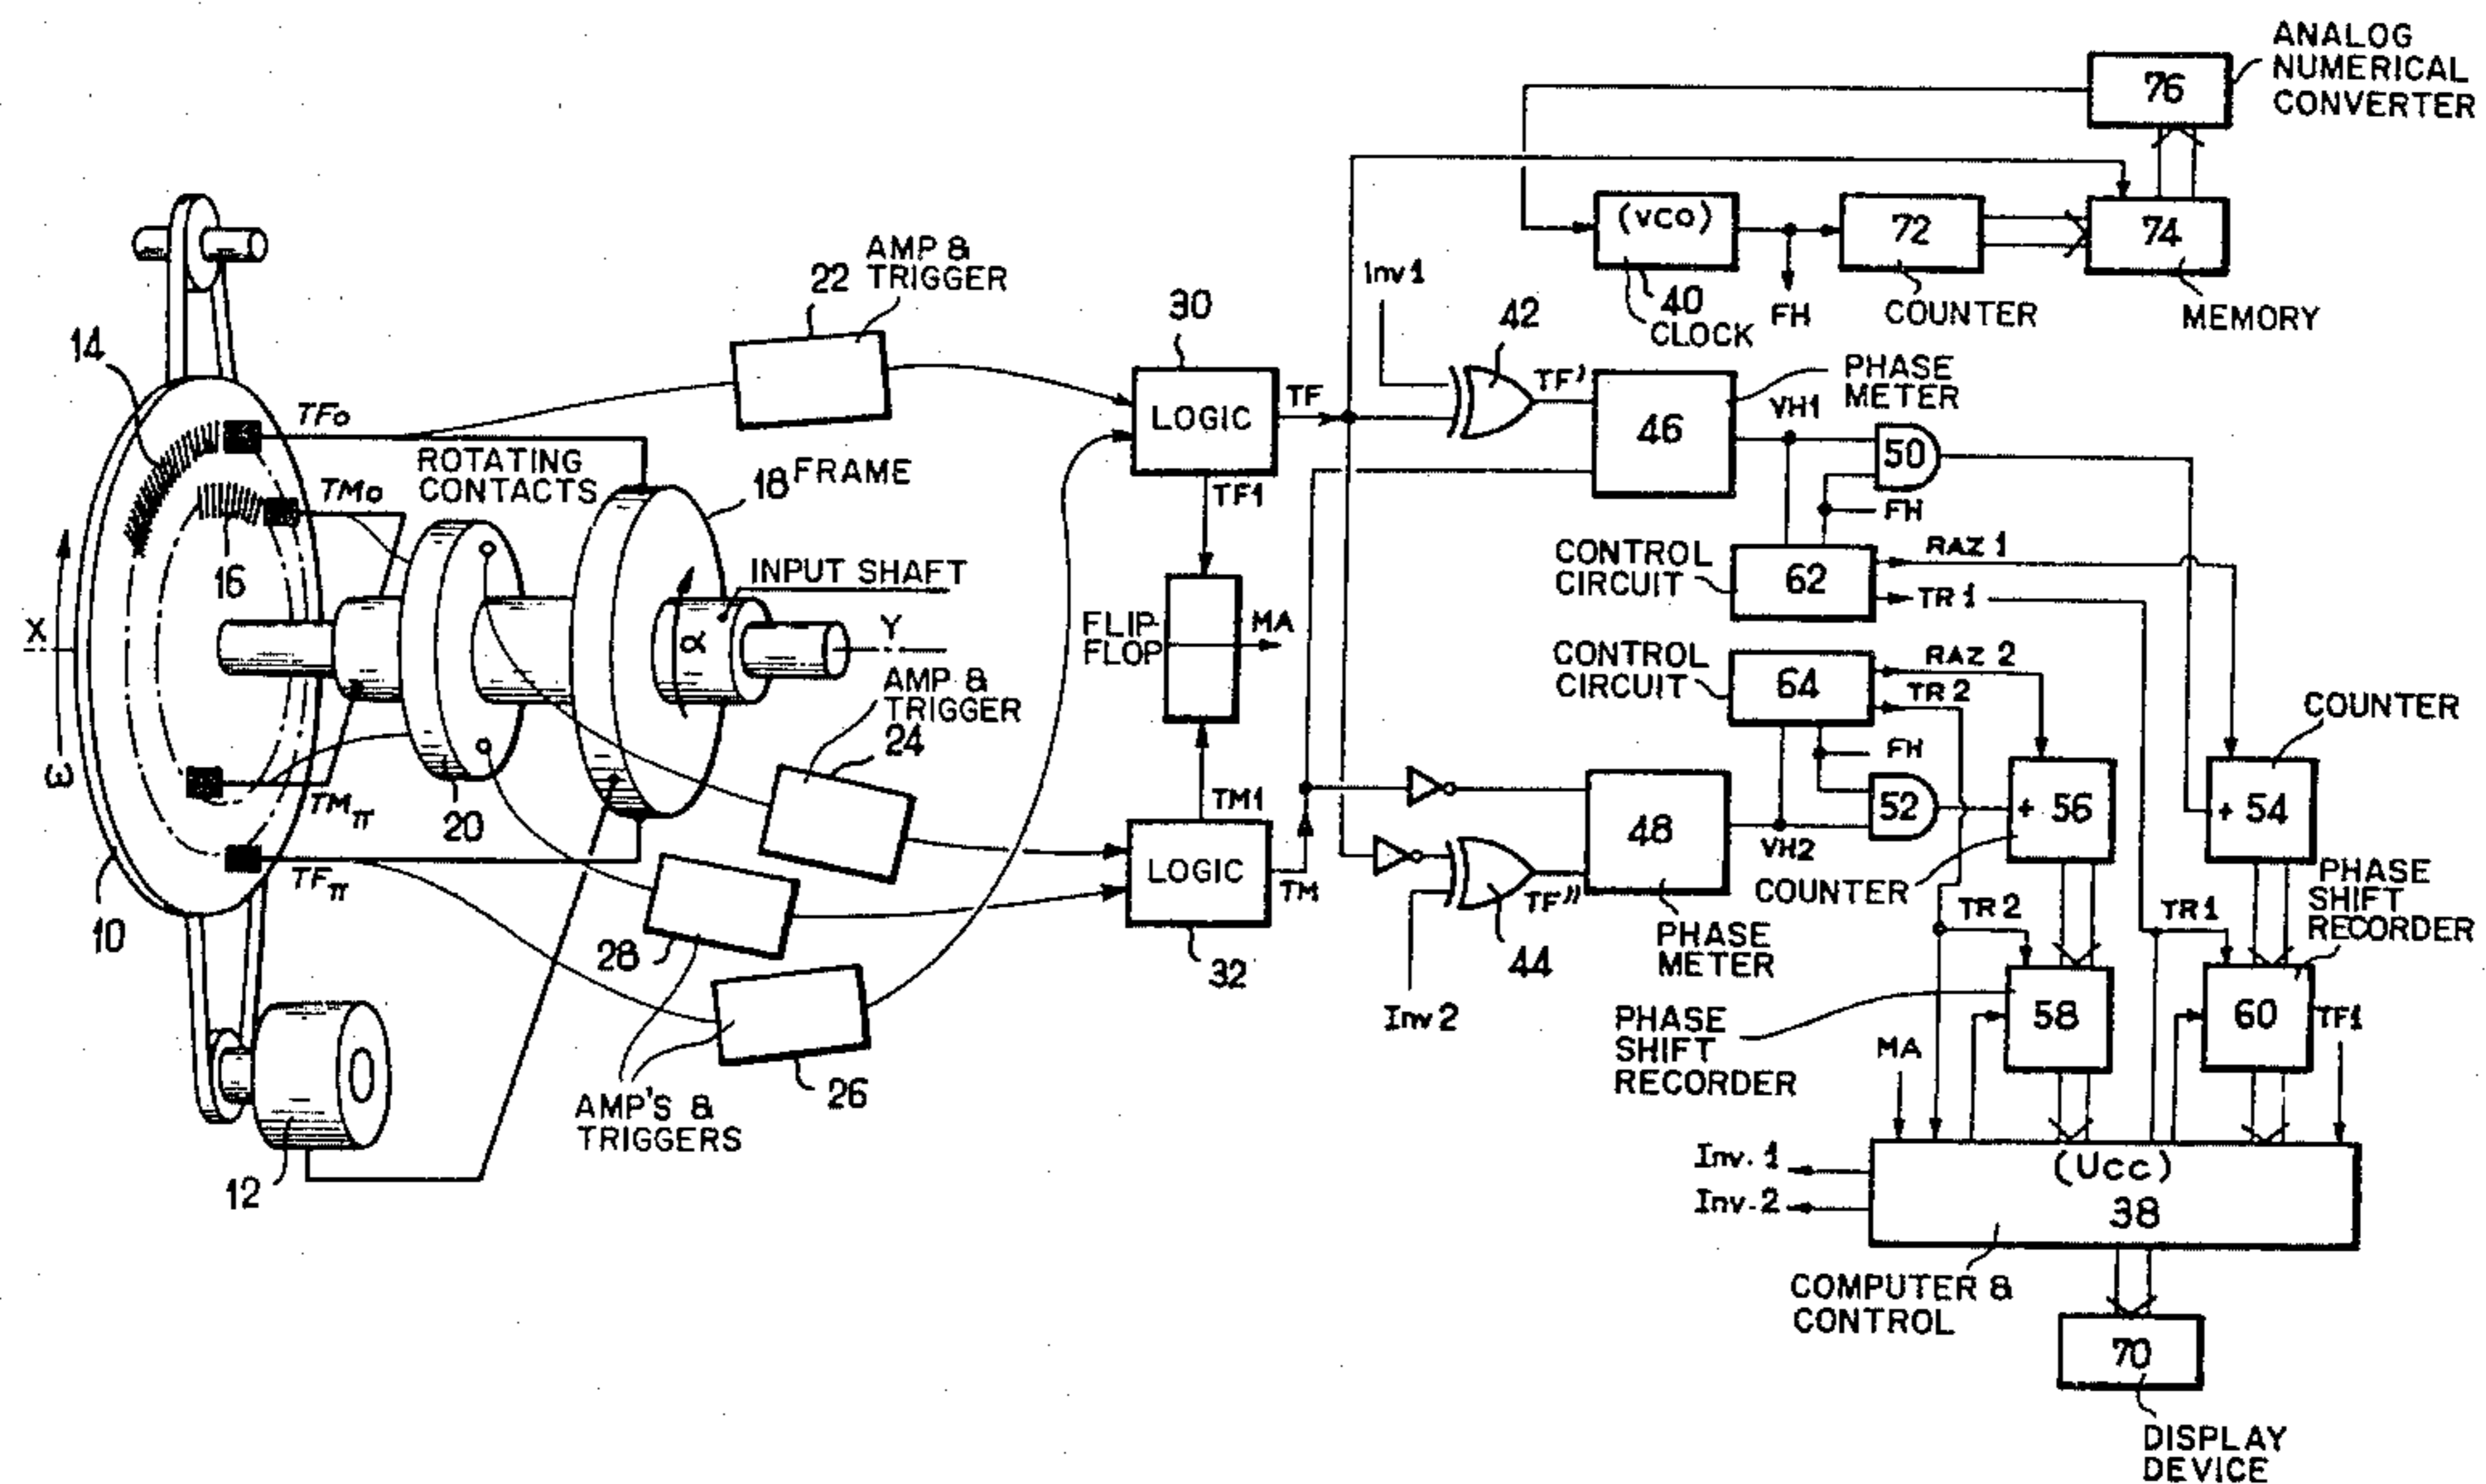 ANALOG
NUMERICAL
CONVERTER
76
(VCO)
72
74
40
CLOCK
FH
COUNTER
MEMORY
Inv 1
42
AMP &
TRIGGER
22
30
14
TFo
ROTATING
CONTACTS
TMo
18 FRAME
LOGIC
TF
TF1
TF'
46
PHASE
METER
VH1
50
FH
16
INPUT SHAFT
X
α
Y
ω
FLIP-
FLOP
MA
CONTROL
CIRCUIT
62
RAZ 1
TR 1
CONTROL
CIRCUIT
64
RAZ 2
TR 2
FH
COUNTER
AMP &
TRIGGER
24
TMπ
20
TM1
LOGIC
TM
32
48
VH2
52
+ 56
+ 54
COUNTER
TFπ
10
28
TF"
44
PHASE
METER
Inv 2
TR 2
TR 1
PHASE
SHIFT
RECORDER
PHASE
SHIFT
RECORDER
58
60
TF1
MA
12
26
AMP'S &
TRIGGERS
Inv. 1
Inv. 2
(UCC)
38
COMPUTER &
CONTROL
70
DISPLAY
DEVICE